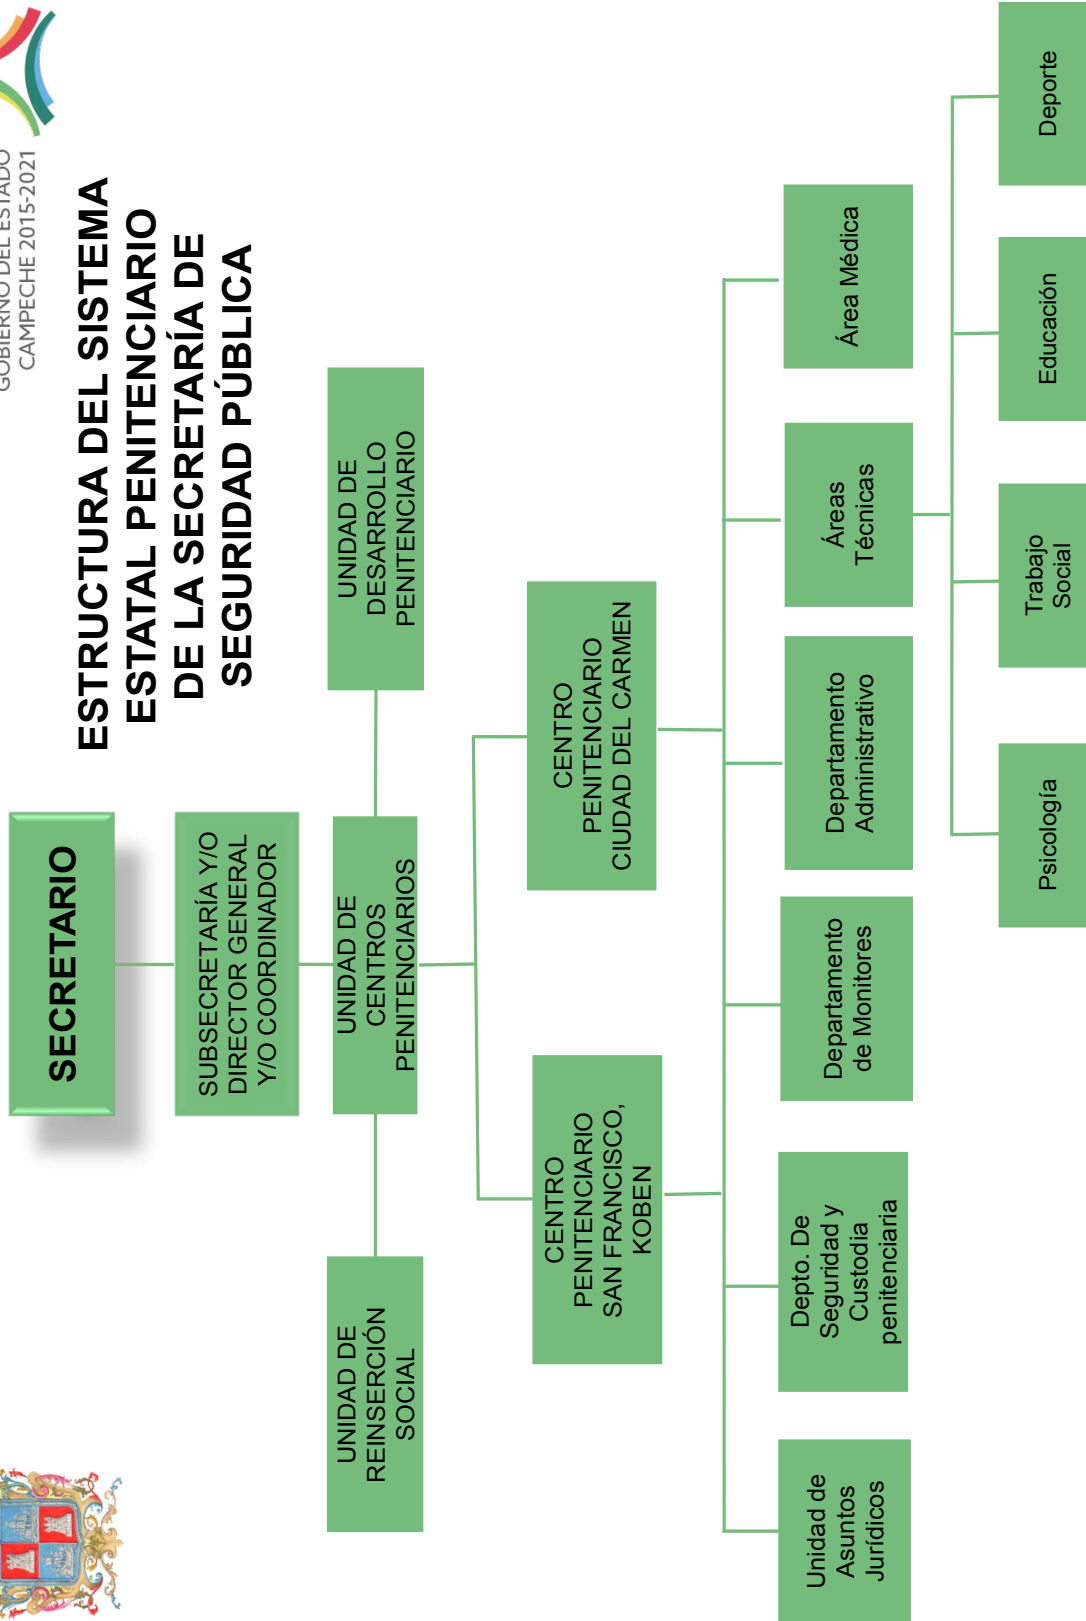 GOBIERNO DEL ESTADO
CAMPECHE 2015-2021
ESTRUCTURA DEL SISTEMA
ESTATAL PENITENCIARIO
DE LA SECRETARÍA DE
SEGURIDAD PÚBLICA
SECRETARIO
SUBSECRETARÍA Y/O
DIRECTOR GENERAL
Y/O COORDINADOR
UNIDAD DE
REINSERCIÓN
SOCIAL
UNIDAD DE
CENTROS
PENITENCIARIOS
UNIDAD DE
DESARROLLO
PENITENCIARIO
CENTRO
PENITENCIARIO
SAN FRANCISCO,
KOBEN
CENTRO
PENITENCIARIO
CIUDAD DEL CARMEN
Unidad de
Asuntos
Jurídicos
Depto. De
Seguridad y
Custodia
penitenciaria
Departamento
de Monitores
Departamento
Administrativo
Áreas
Técnicas
Área Médica
Psicología
Trabajo
Social
Educación
Deporte